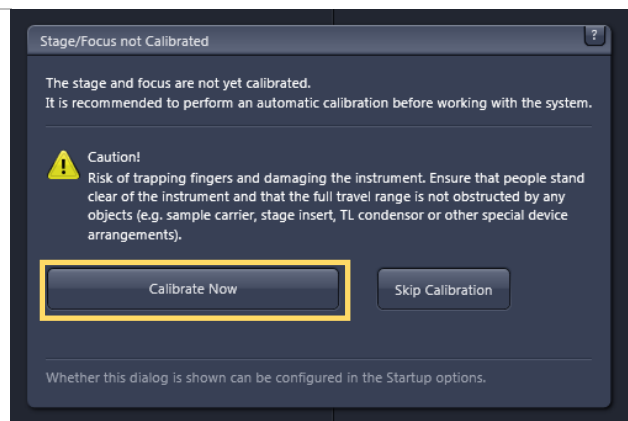 Stage/Focus not Calibrated
?
The stage and focus are not yet calibrated.
It is recommended to perform an automatic calibration before working with the system.
Caution!
Risk of trapping fingers and damaging the instrument. Ensure that people stand
clear of the instrument and that the full travel range is not obstructed by any
objects (e.g. sample carrier, stage insert, TL condensor or other special device
arrangements).
Calibrate Now
Skip Calibration
Whether this dialog is shown can be configured in the Startup options.